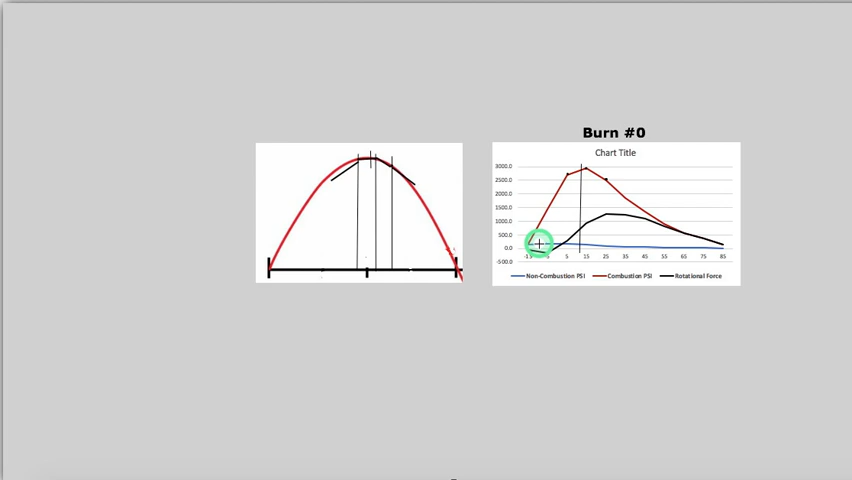 Burn #0
Chart Title
3000.0
2500.0
2000.0
1500.0
1000.0
500.0
0.0
-500.0
5 15 25 35 45 55 65 75 85
Non-Combustion PSI Combustion PSI Rotational Force